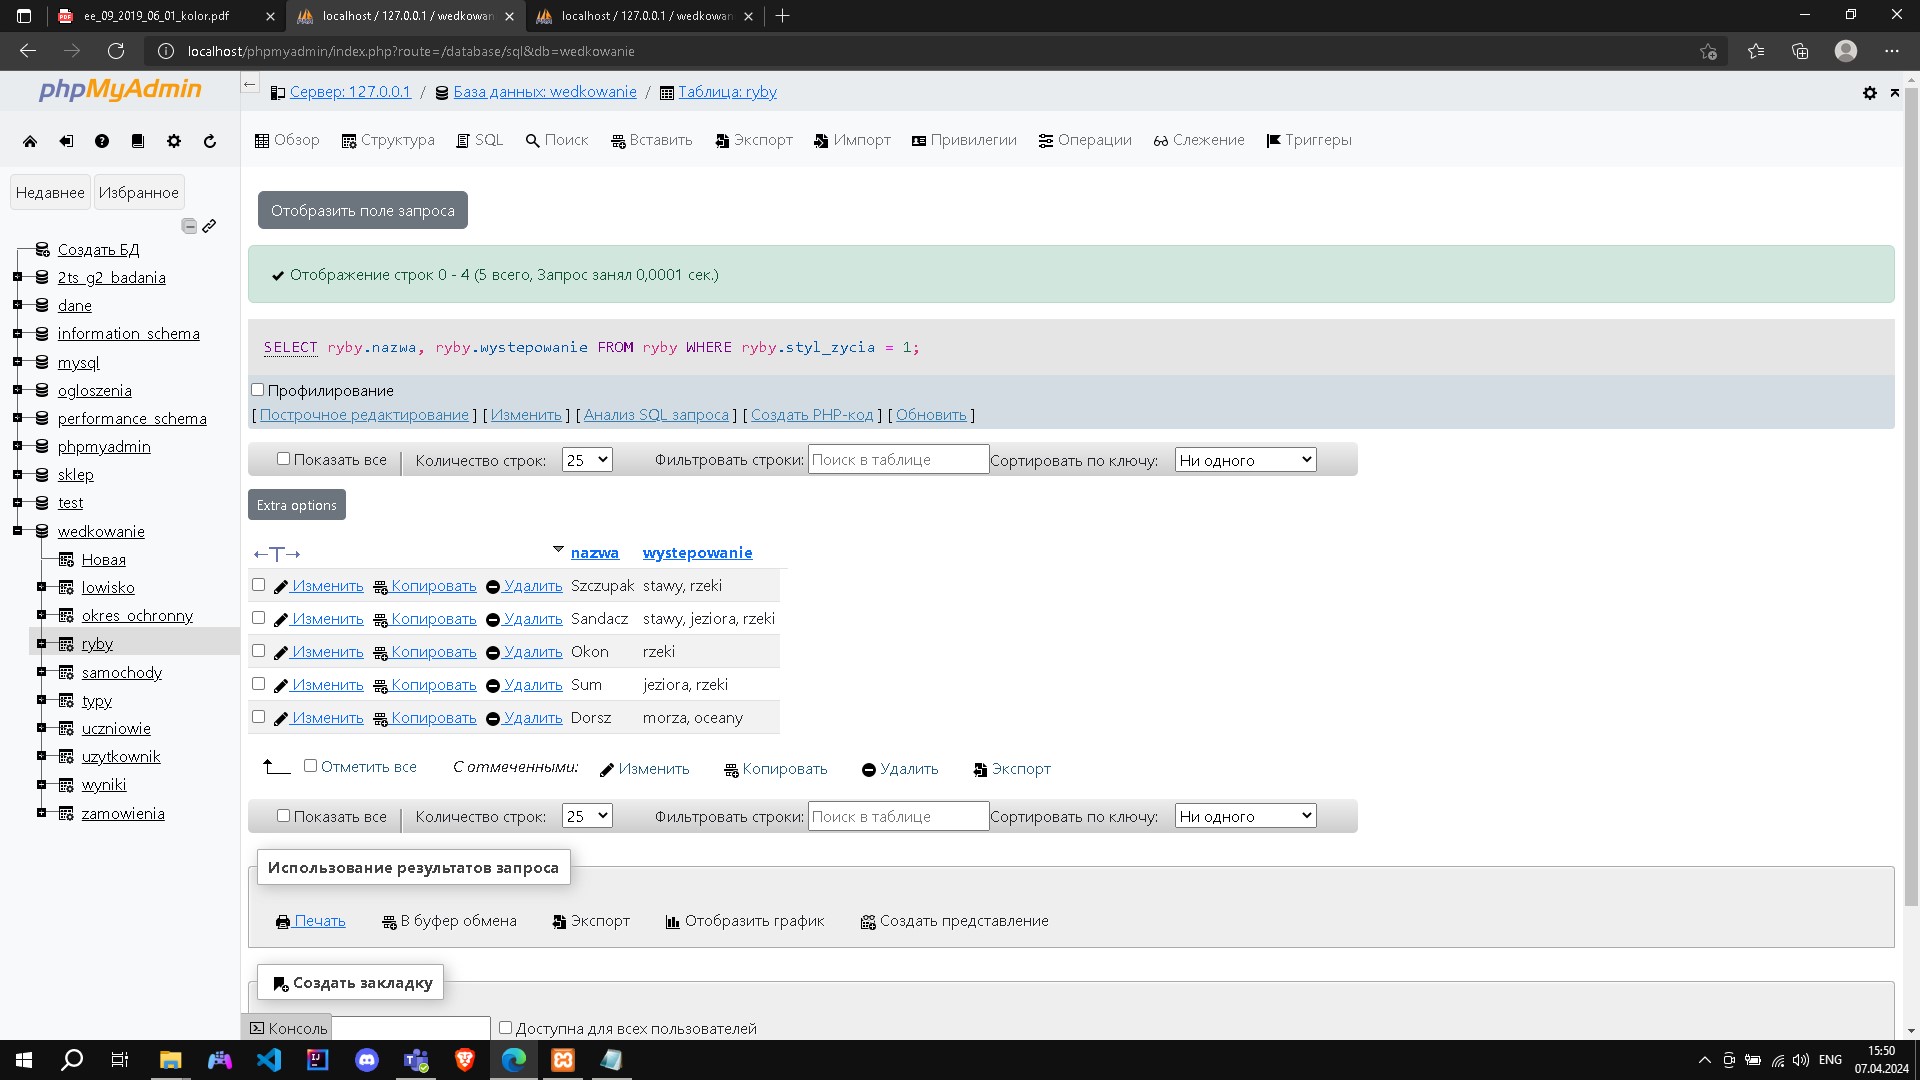 ee_09_2019_06_01_kolor.pdf
localhost / 127.0.0.1 / wedkowan
localhost / 127.0.0.1 / wedkowan
localhost/phpmyadmin/index.php?route=/database/sql&db=wedkowanie
phpMyAdmin
Недавнее Избранное
Создать БД
2ts_g2_badania
dane
information_schema
mysql
ogloszenia
performance_schema
phpmyadmin
sklep
test
wedkowanie
Новая
lowisko
okres_ochronny
ryby
samochody
typy
uczniowie
uzytkownik
wyniki
zamowienia
Сервер: 127.0.0.1 / База данных: wedkowanie / Таблица: ryby
Обзор Структура SQL Поиск Вставить Экспорт Импорт Привилегии Операции Слежение Триггеры
Отобразить поле запроса
Отображение строк 0 - 4 (5 всего, Запрос занял 0,0001 сек.)
SELECT ryby.nazwa, ryby.wystepowanie FROM ryby WHERE ryby.styl_zycia = 1;
Профилирование
[ Построчное редактирование ] [ Изменить ] [ Анализ SQL запроса ] [ Создать PHP-код ] [ Обновить ]
Показать все | Количество строк: 25 Фильтровать строки: Поиск в таблице Сортировать по ключу: Ни одного
Extra options
←T→ nazwa wystepowanie
Изменить Копировать Удалить Szczupak stawy, rzeki
Изменить Копировать Удалить Sandacz stawy, jeziora, rzeki
Изменить Копировать Удалить Okon rzeki
Изменить Копировать Удалить Sum jeziora, rzeki
Изменить Копировать Удалить Dorsz morza, oceany
Отметить все С отмеченными: Изменить Копировать Удалить Экспорт
Показать все | Количество строк: 25 Фильтровать строки: Поиск в таблице Сортировать по ключу: Ни одного
Использование результатов запроса
Печать В буфер обмена Экспорт Отобразить график Создать представление
Создать закладку
Консоль Доступна для всех пользователей
ENG
15:50
07.04.2024